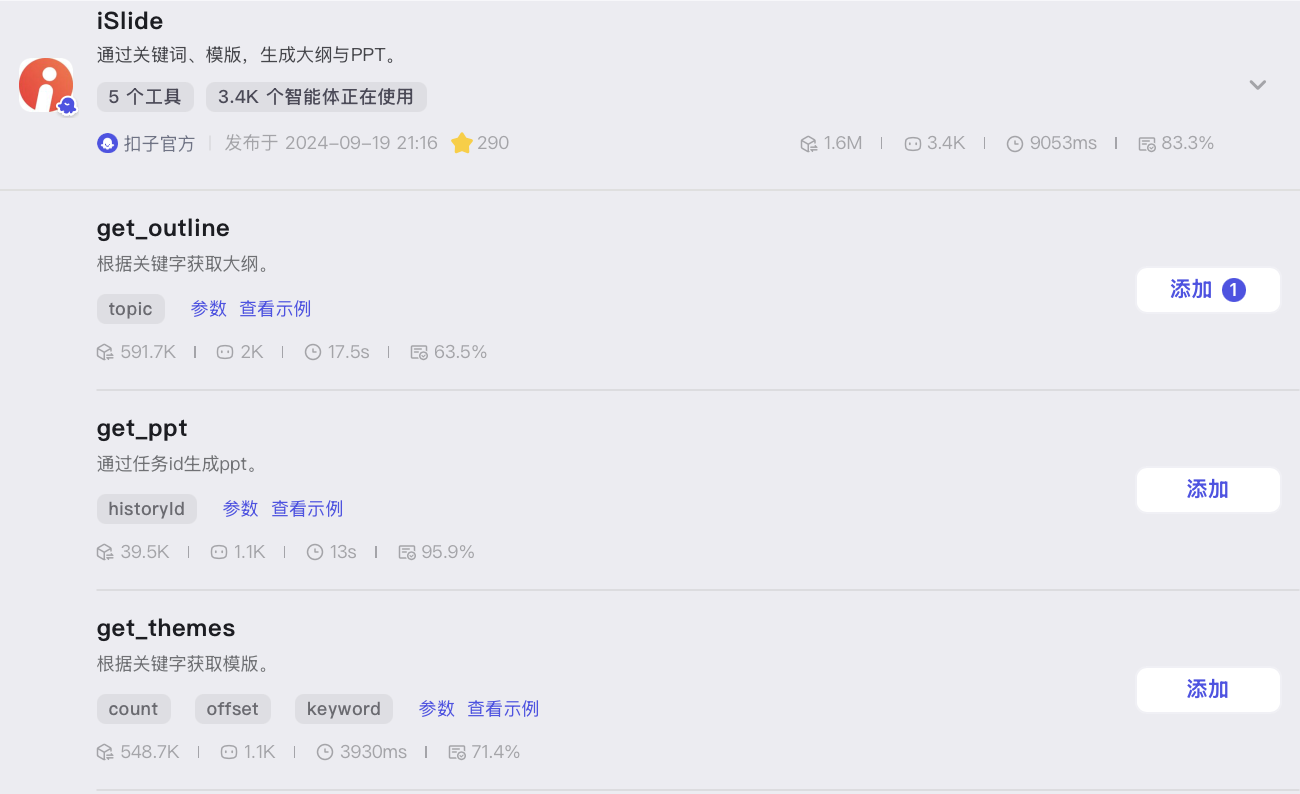 iSlide
通过关键词、模版，生成大纲与PPT。
5 个工具 3.4K 个智能体正在使用
扣子官方 发布于 2024-09-19 21:16 290 1.6M 3.4K 9053ms 83.3%
get_outline
根据关键字获取大纲。
添加 1
topic 参数 查看示例
591.7K 2K 17.5s 63.5%
get_ppt
通过任务id生成ppt。
添加
historyId 参数 查看示例
39.5K 1.1K 13s 95.9%
get_themes
根据关键字获取模版。
添加
count offset keyword 参数 查看示例
548.7K 1.1K 3930ms 71.4%